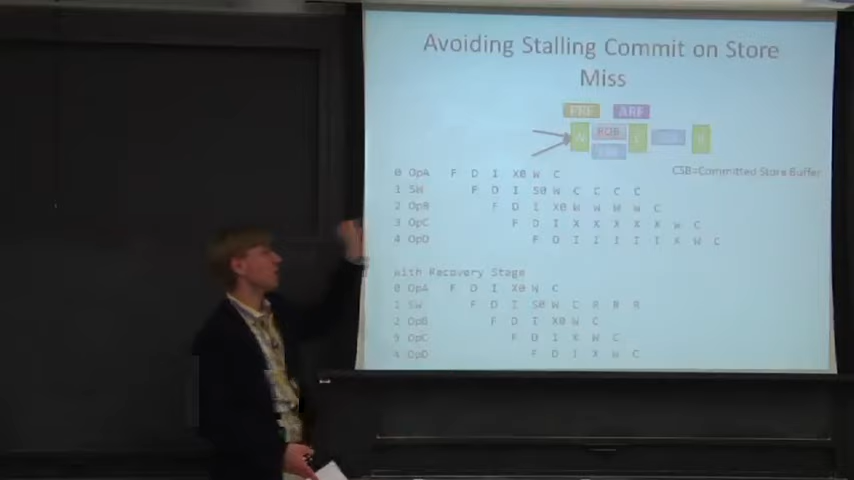 Avoiding Stalling Commit on Store
Miss
PRF ARF
W ROB C R
CSB=Committed Store Buffer
0 OpA F D I X0 W C
1 SW F D I S0 W C C C C
2 OpB F D I X0 W W W W C
3 OpC F D I X X X X W C
4 OpD F D I I I I I X W C
With Recovery Stage
0 OpA F D I X0 W C
1 SW F D I S0 W C R R R
2 OpB F D I X0 W C
3 OpC F D I X W C
4 OpD F D I X W C